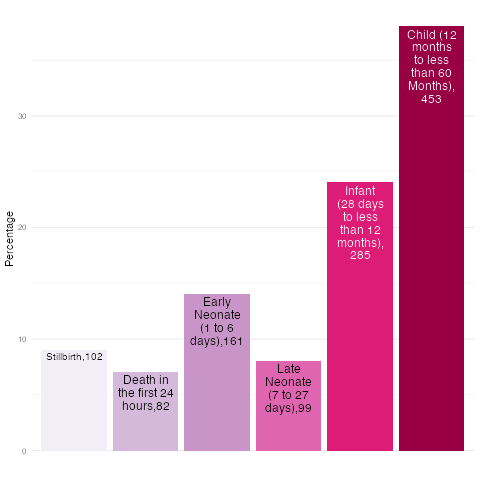 Child (12
months
to less
than 60
Months),
453
30
Infant
(28 days
to less
than 12
months),
285
Percentage
20
Early
Neonate
(1 to 6
days),161
10
Stillbirth,102
Death in
the first 24
hours,82
Late
Neonate
(7 to 27
days),99
0